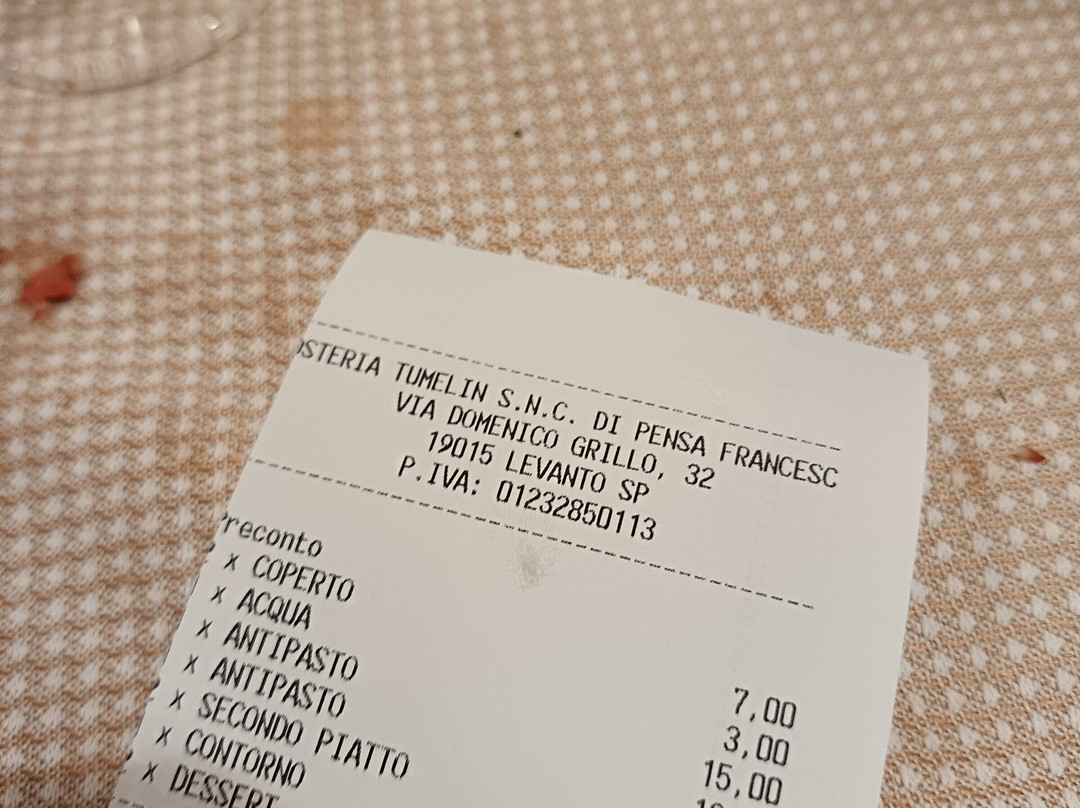 OSTERIA TUMELIN S.N.C. DI PENSA FRANCESC
VIA DOMENICO GRILLO, 32
19015 LEVANTO SP
P.IVA: 01232850113
Preconto
X COPERTO 7,00
X ACQUA 3,00
X ANTIPASTO 15,00
X ANTIPASTO
X SECONDO PIATTO
X CONTORNO
X DESSERT